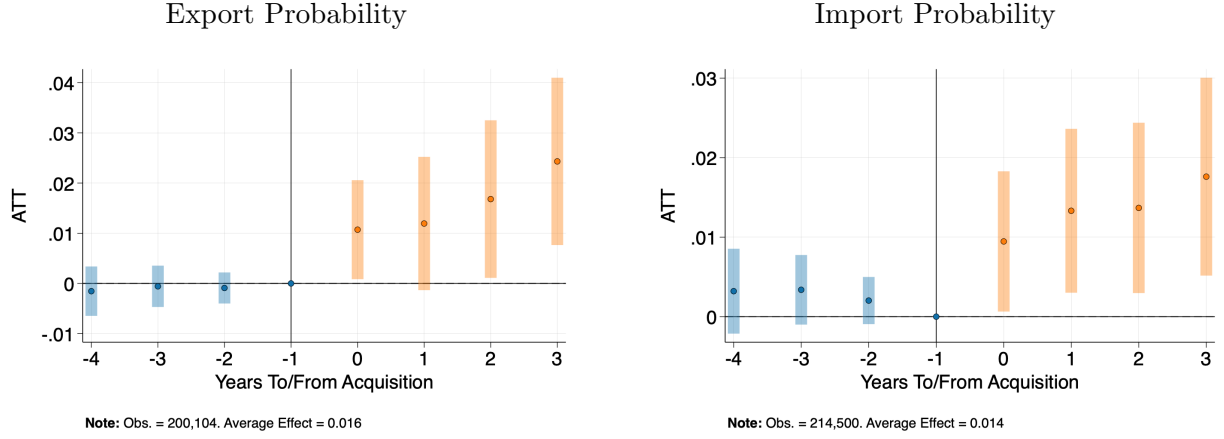 Export Probability
.04
.03
.02
.01
0
-.01
ATT
-4 -3 -2 -1 0 1 2 3
Years To/From Acquisition
Note: Obs. = 200,104. Average Effect = 0.016
Import Probability
.03
.02
.01
0
ATT
-4 -3 -2 -1 0 1 2 3
Years To/From Acquisition
Note: Obs. = 214,500. Average Effect = 0.014